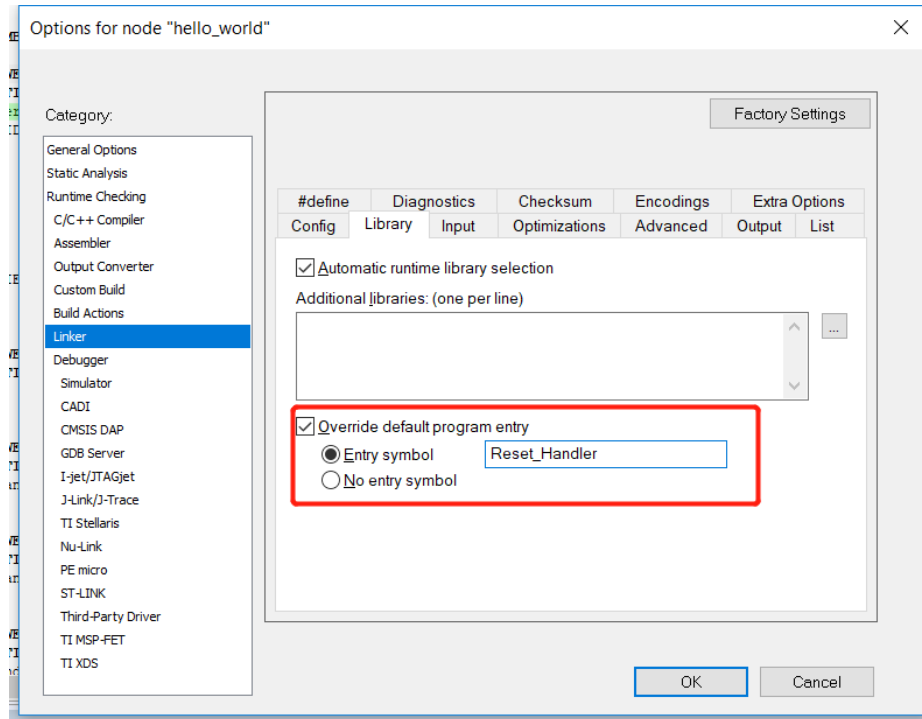 Options for node "hello_world"
Category:
Factory Settings
General Options
Static Analysis
Runtime Checking
C/C++ Compiler
Assembler
Output Converter
Custom Build
Build Actions
Linker
Debugger
Simulator
CADI
CMSIS DAP
GDB Server
I-jet/JTAGjet
J-Link/J-Trace
TI Stellaris
Nu-Link
PE micro
ST-LINK
Third-Party Driver
TI MSP-FET
TI XDS
#define Diagnostics Checksum Encodings Extra Options
Config Library Input Optimizations Advanced Output List
Automatic runtime library selection
Additional libraries: (one per line)
...
Override default program entry
Entry symbol Reset_Handler
No entry symbol
OK Cancel